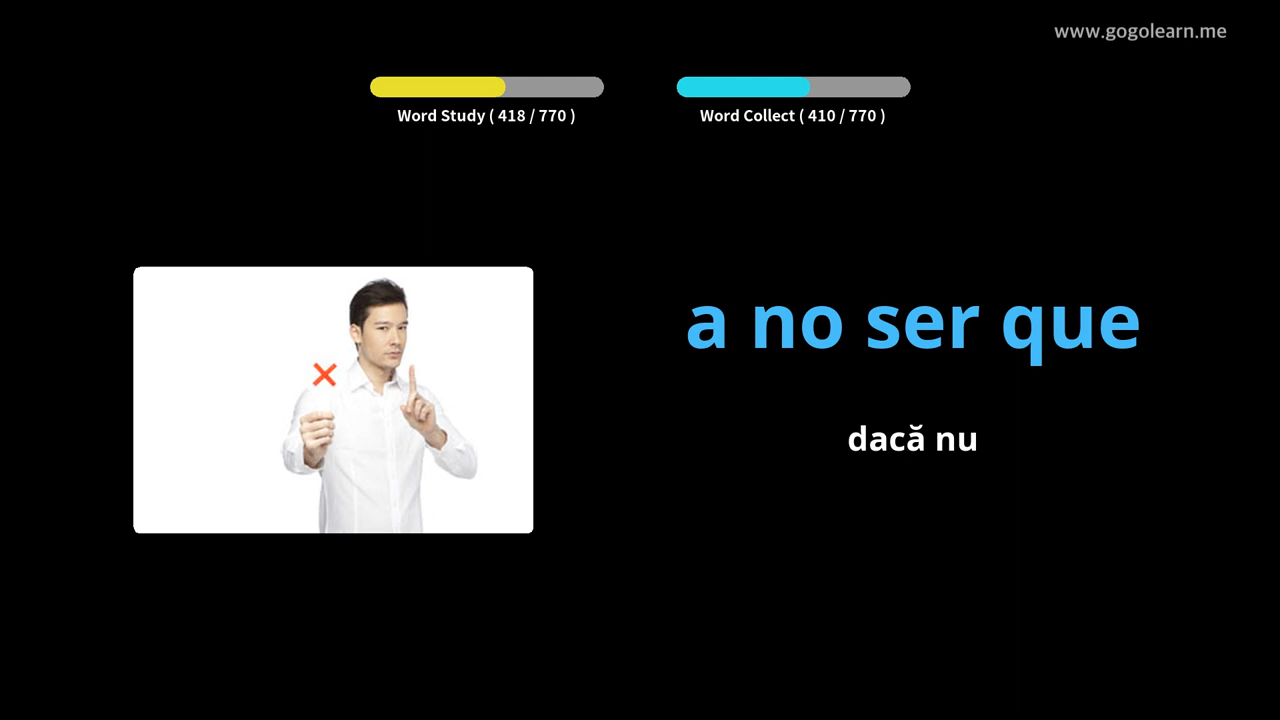 www.gogolearn.me
Word Study ( 418 / 770 )
Word Collect ( 410 / 770 )
a no ser que
dacă nu